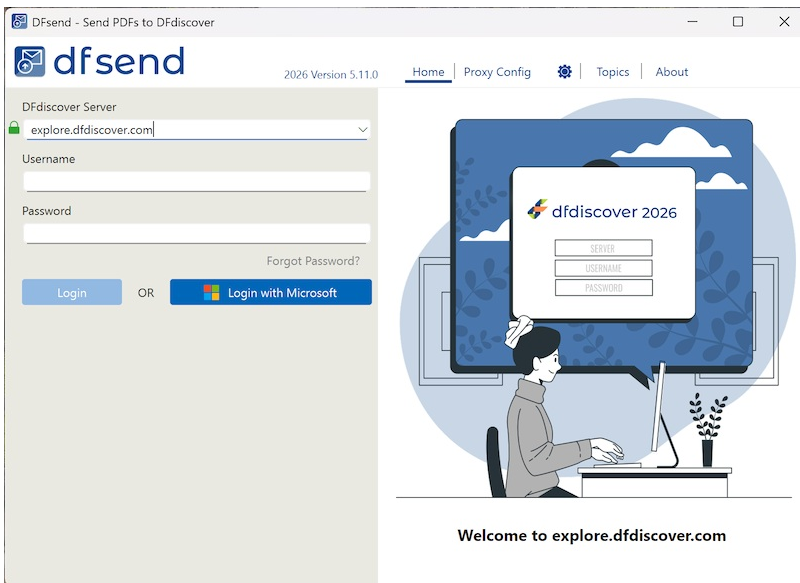 DFsend - Send PDFs to DFdiscover
dfsend
2026 Version 5.11.0
Home
Proxy Config
Topics
About
DFdiscover Server
explore.dfdiscover.com
Username
Password
Forgot Password?
Login
OR
Login with Microsoft
dfdiscover 2026
SERVER
USERNAME
PASSWORD
Welcome to explore.dfdiscover.com